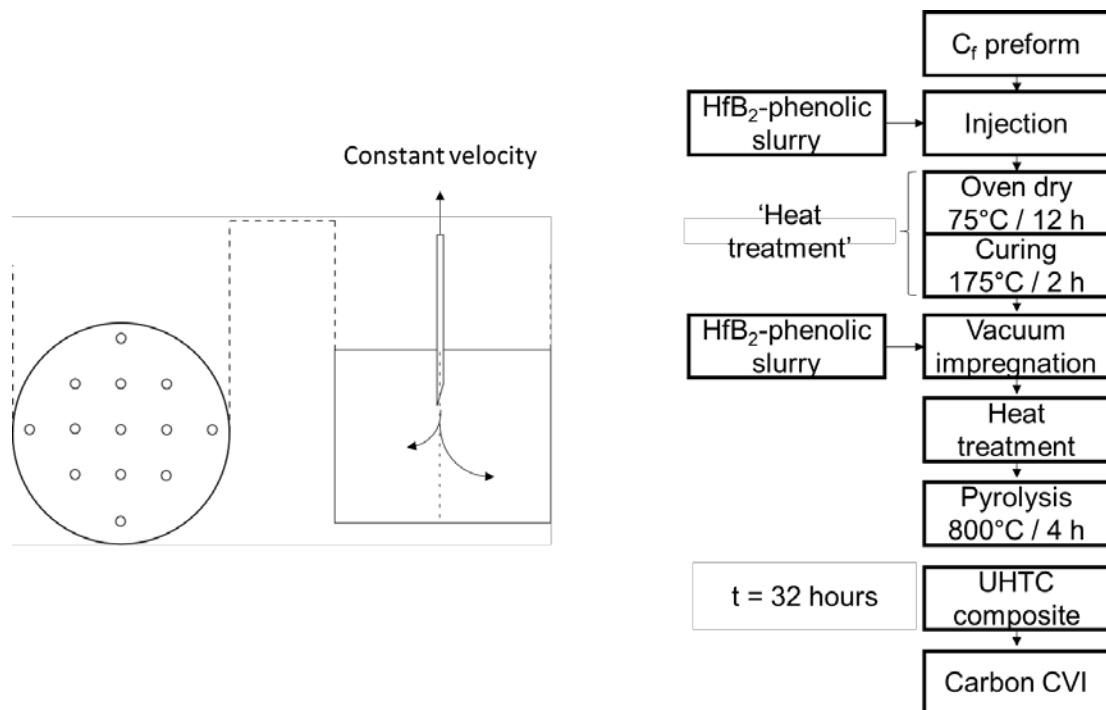 Constant velocity
C_f preform
HfB₂-phenolic
slurry
Injection
Oven dry
75°C / 12 h
‘Heat
treatment’
Curing
175°C / 2 h
HfB₂-phenolic
slurry
Vacuum
impregnation
Heat
treatment
Pyrolysis
800°C / 4 h
t = 32 hours
UHTC
composite
Carbon CVI